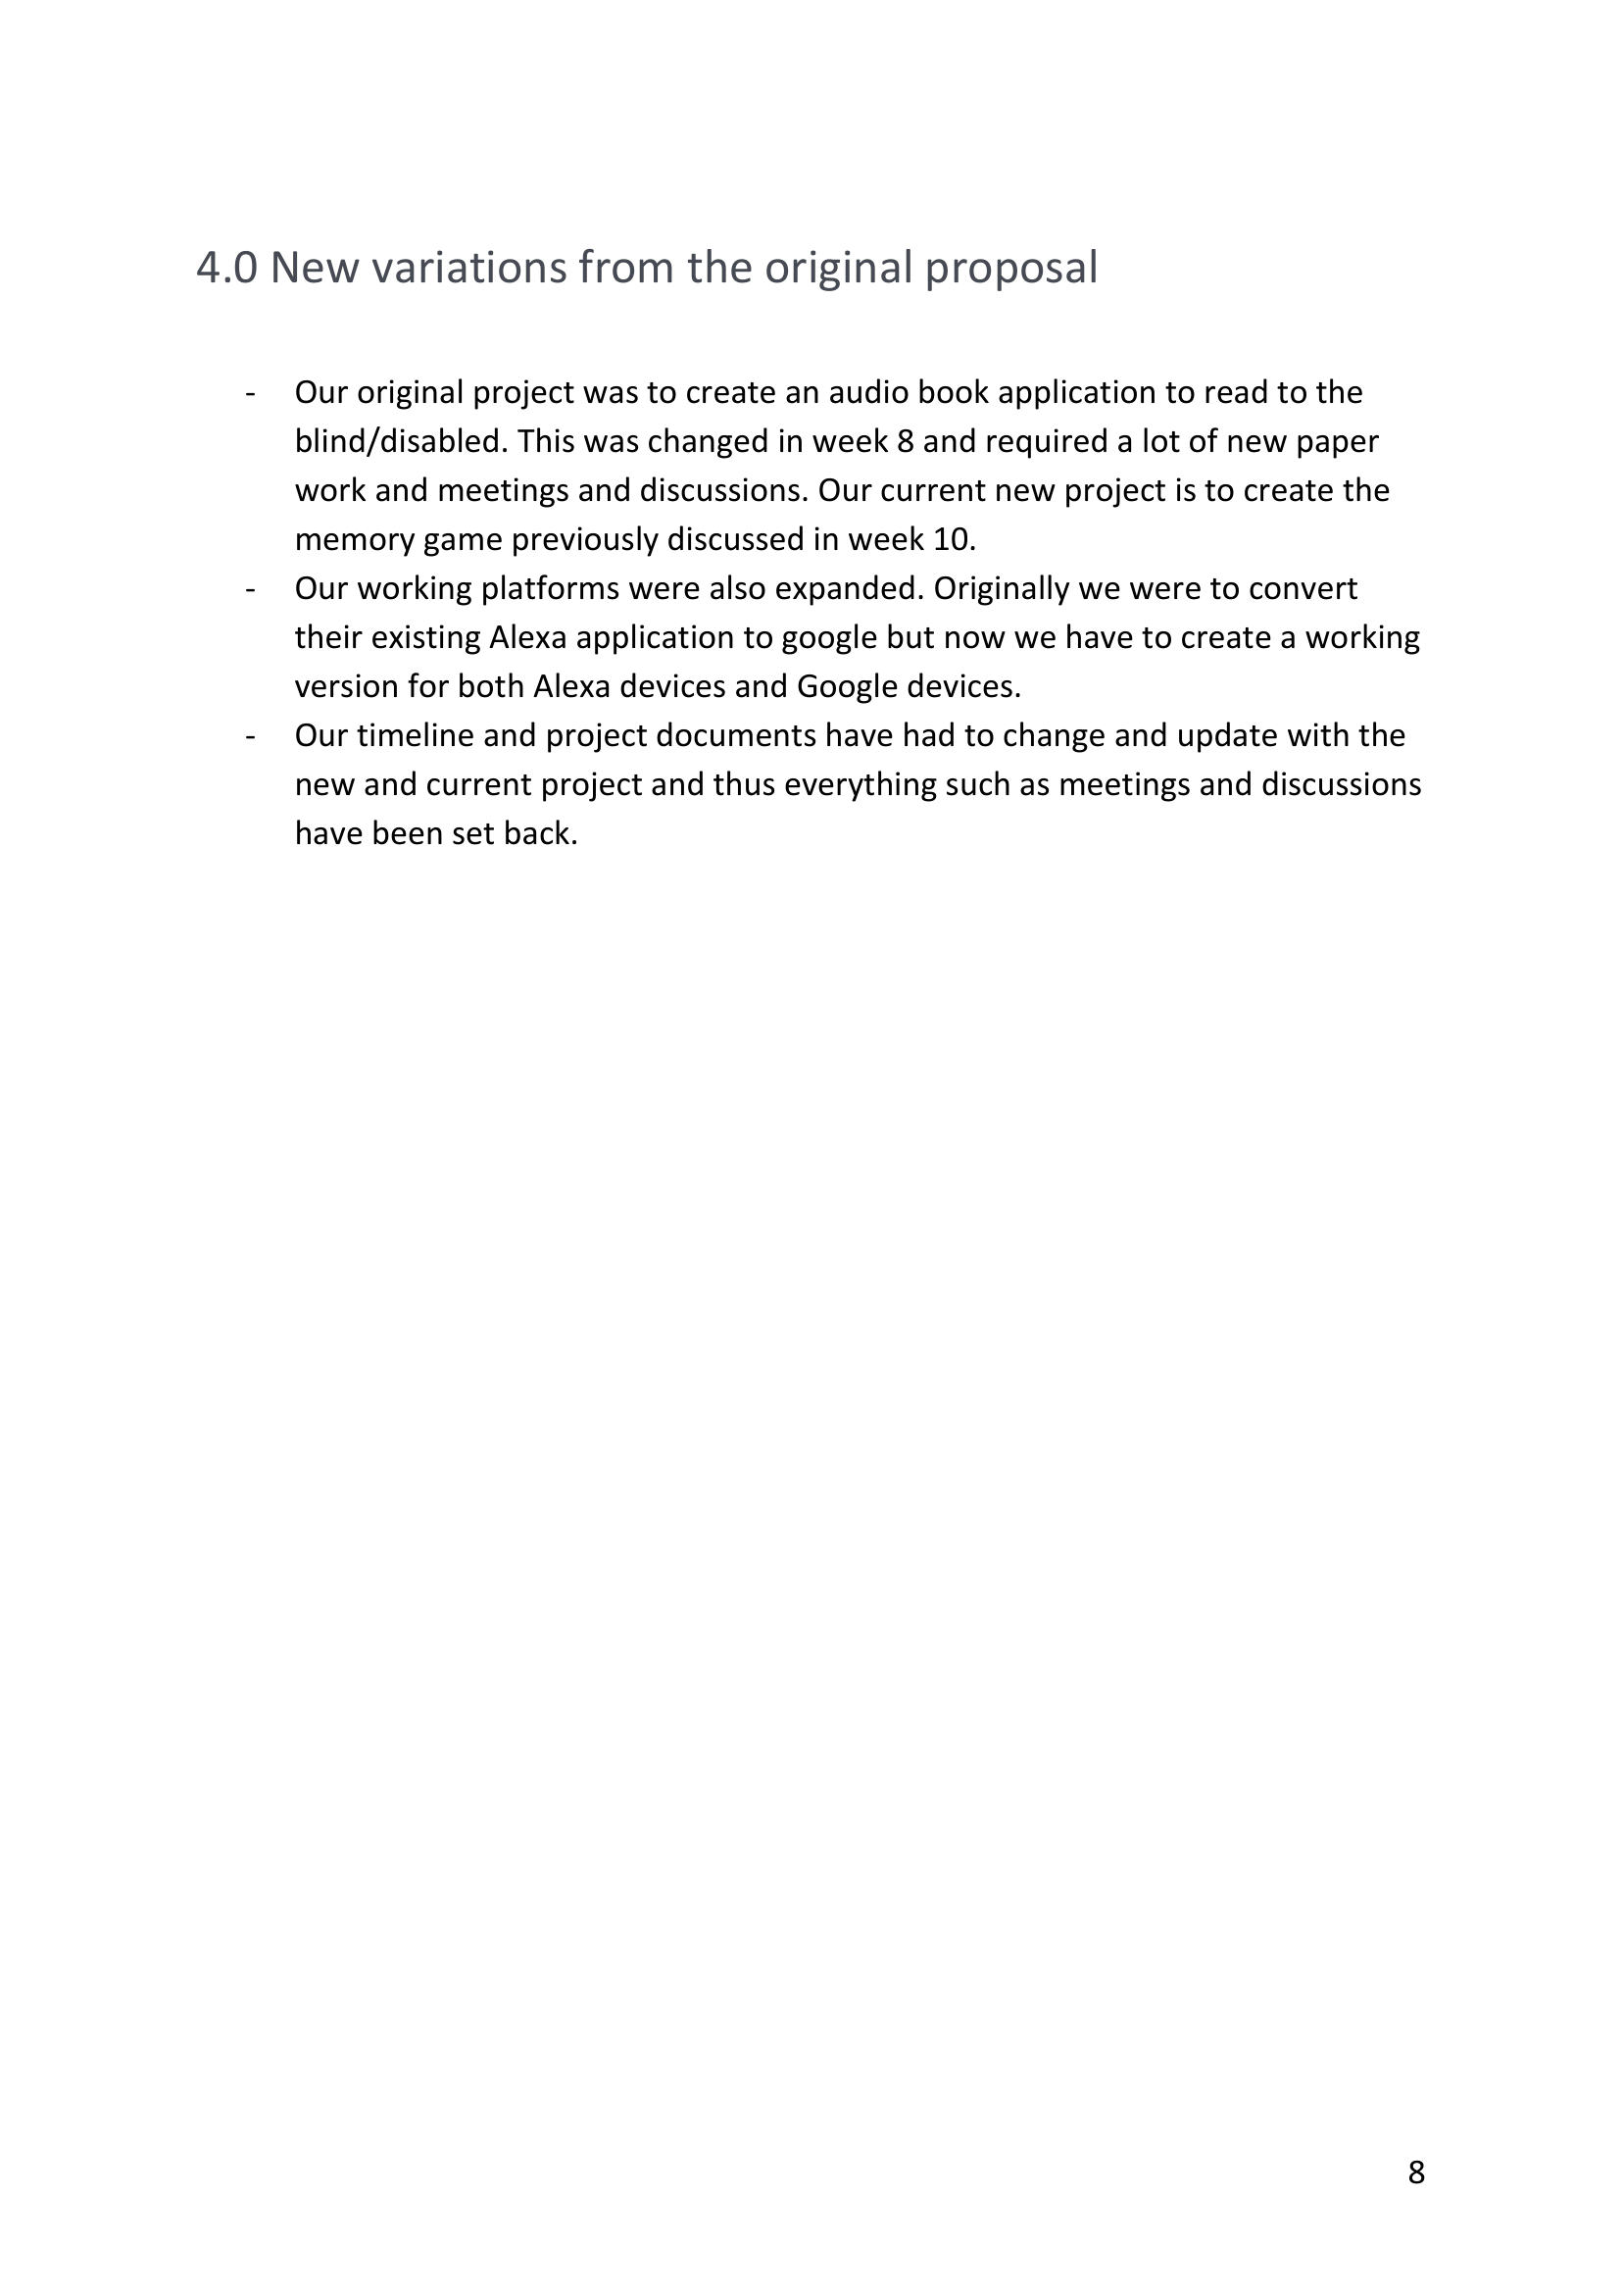 4.0 New variations from the original proposal
- Our original project was to create an audio book application to read to the
blind/disabled. This was changed in week 8 and required a lot of new paper
work and meetings and discussions. Our current new project is to create the
memory game previously discussed in week 10.
- Our working platforms were also expanded. Originally we were to convert
their existing Alexa application to google but now we have to create a working
version for both Alexa devices and Google devices.
- Our timeline and project documents have had to change and update with the
new and current project and thus everything such as meetings and discussions
have been set back.
8